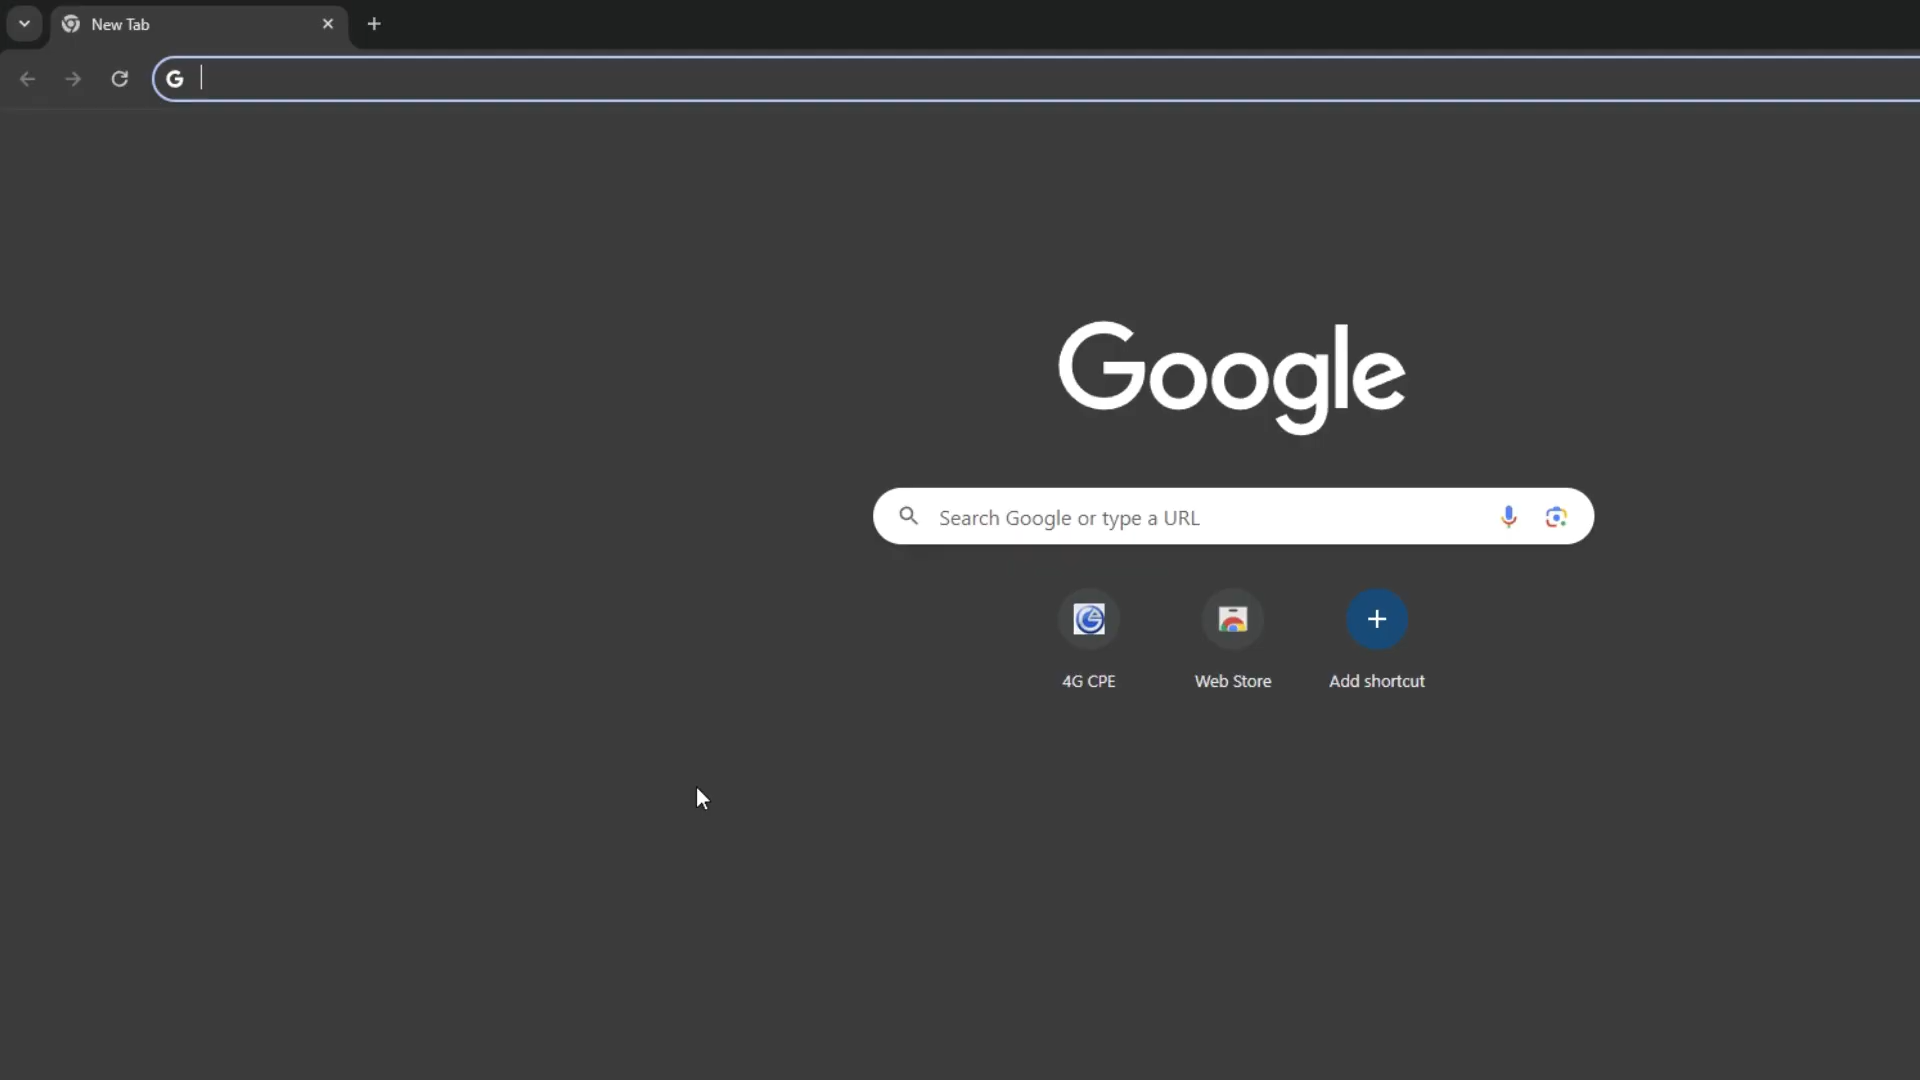 New Tab
Google
Search Google or type a URL
4G CPE
Web Store
Add shortcut